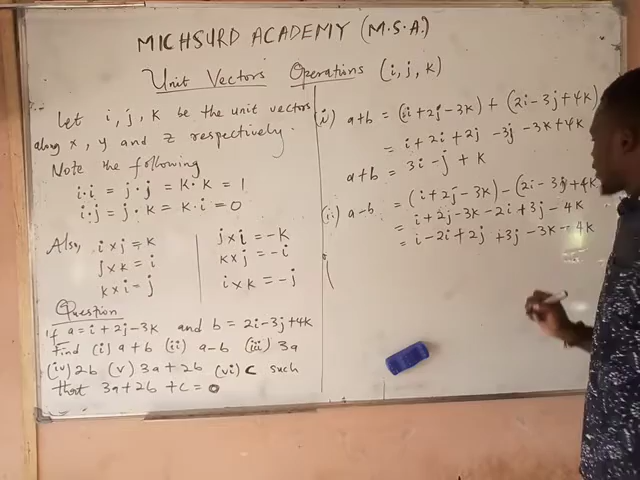 MICHSURD ACADEMY (M.S.A.)
Unit Vectors Operations (i, j, k)
Let i, j, k be the unit vectors
along x, y and z respectively.
Note the following
i·i = j·j = k·k = 1
i·j = j·k = k·i = 0
Also, i x j = k
j x k = i
k x i = j
j x i = -k
k x j = -i
i x k = -j
Question
If a = i + 2j - 3k and b = 2i - 3j + 4k
Find (i) a + b (ii) a - b (iii) 3a
(iv) 2b (v) 3a + 2b (vi) c such
that 3a + 2b + c = 0
(i) a+b = (i + 2j - 3k) + (2i - 3j + 4k)
= i + 2i + 2j - 3j - 3k + 4k
a+b = 3i - j + k
(ii) a-b = (i + 2j - 3k) - (2i - 3j + 4k
= i + 2j - 3k - 2i + 3j - 4k
= i - 2i + 2j + 3j - 3k - 4k